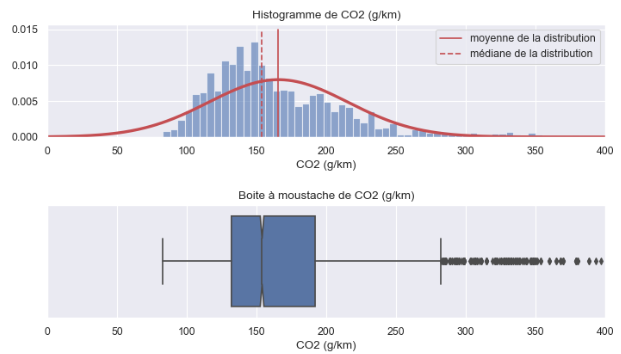 Histogramme de CO2 (g/km)
0.015
0.010
0.005
0.000
moyenne de la distribution
médiane de la distribution
0 50 100 150 200 250 300 350 400
CO2 (g/km)
Boite à moustache de CO2 (g/km)
0 50 100 150 200 250 300 350 400
CO2 (g/km)